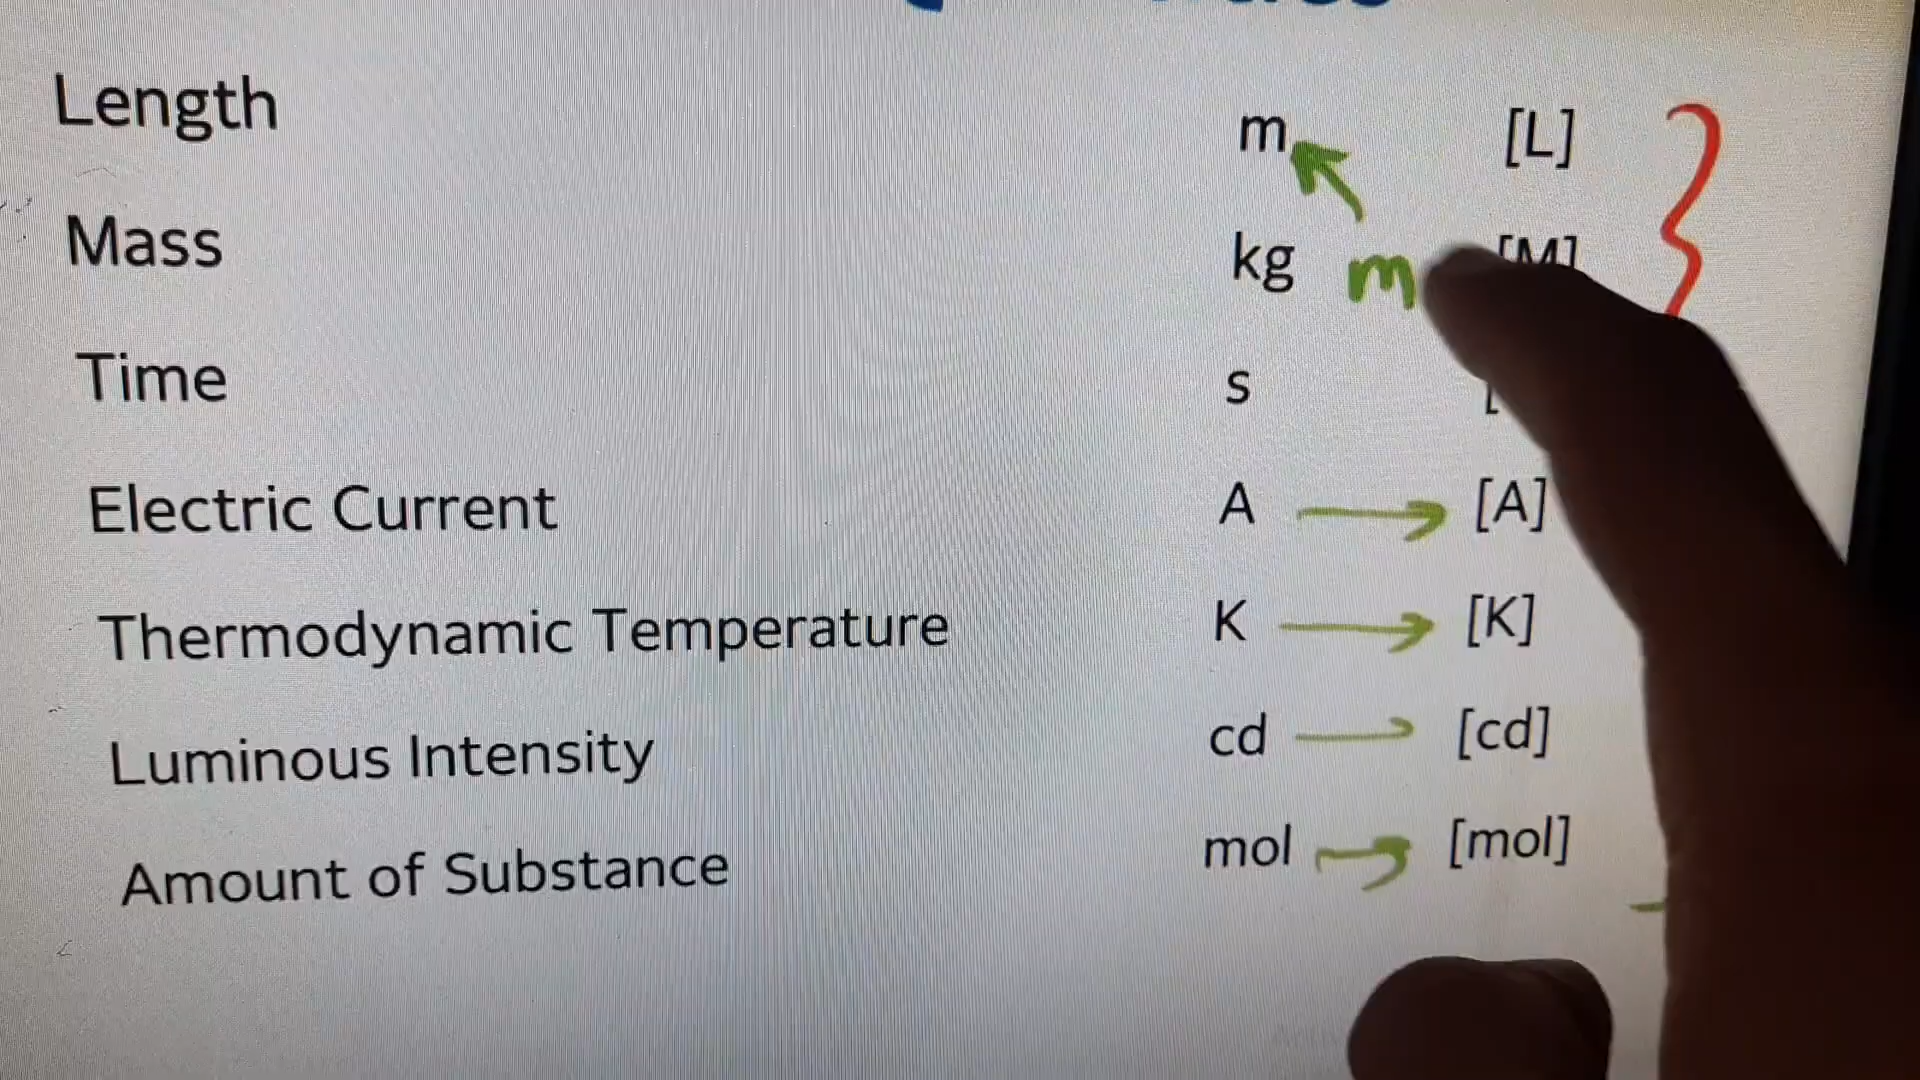 Length m [L]
Mass kg m [M]
Time s [
Electric Current A [A]
Thermodynamic Temperature K [K]
Luminous Intensity cd [cd]
Amount of Substance mol [mol]